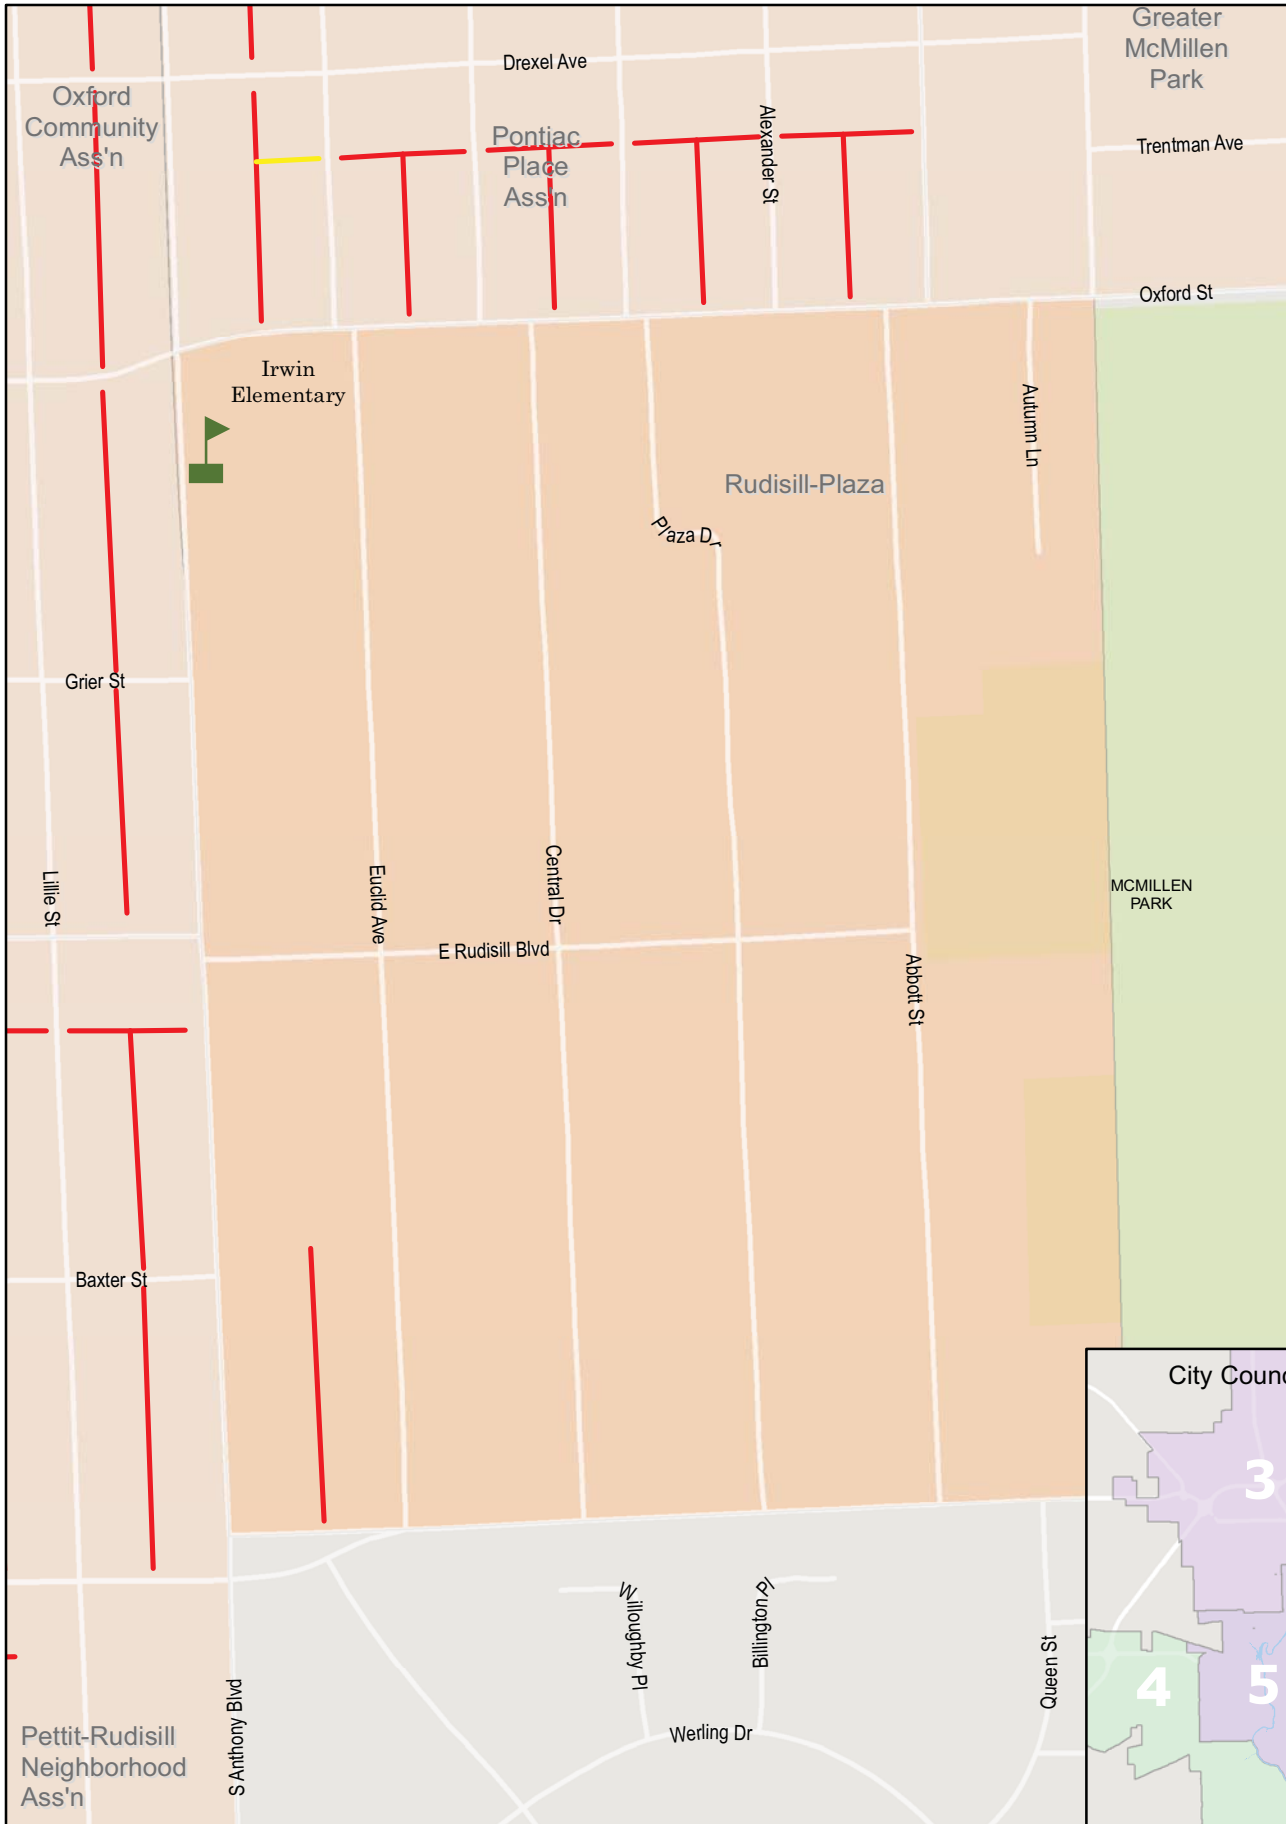 Greater
McMillen
Park
Drexel Ave
Oxford
Community
Ass'n
Pontiac
Place
Ass'n
Alexander St
Trentman Ave
Oxford St
Irwin
Elementary
Autumn Ln
Rudisill-Plaza
Plaza Dr
Grier St
Lillie St
Euclid Ave
Central Dr
MCMILLEN
PARK
E Rudisill Blvd
Abbott St
Baxter St
City Counc
3
Willoughby Pl
Billington Pl
Queen St
4
5
S Anthony Blvd
Werling Dr
Pettit-Rudisill
Neighborhood
Ass'n